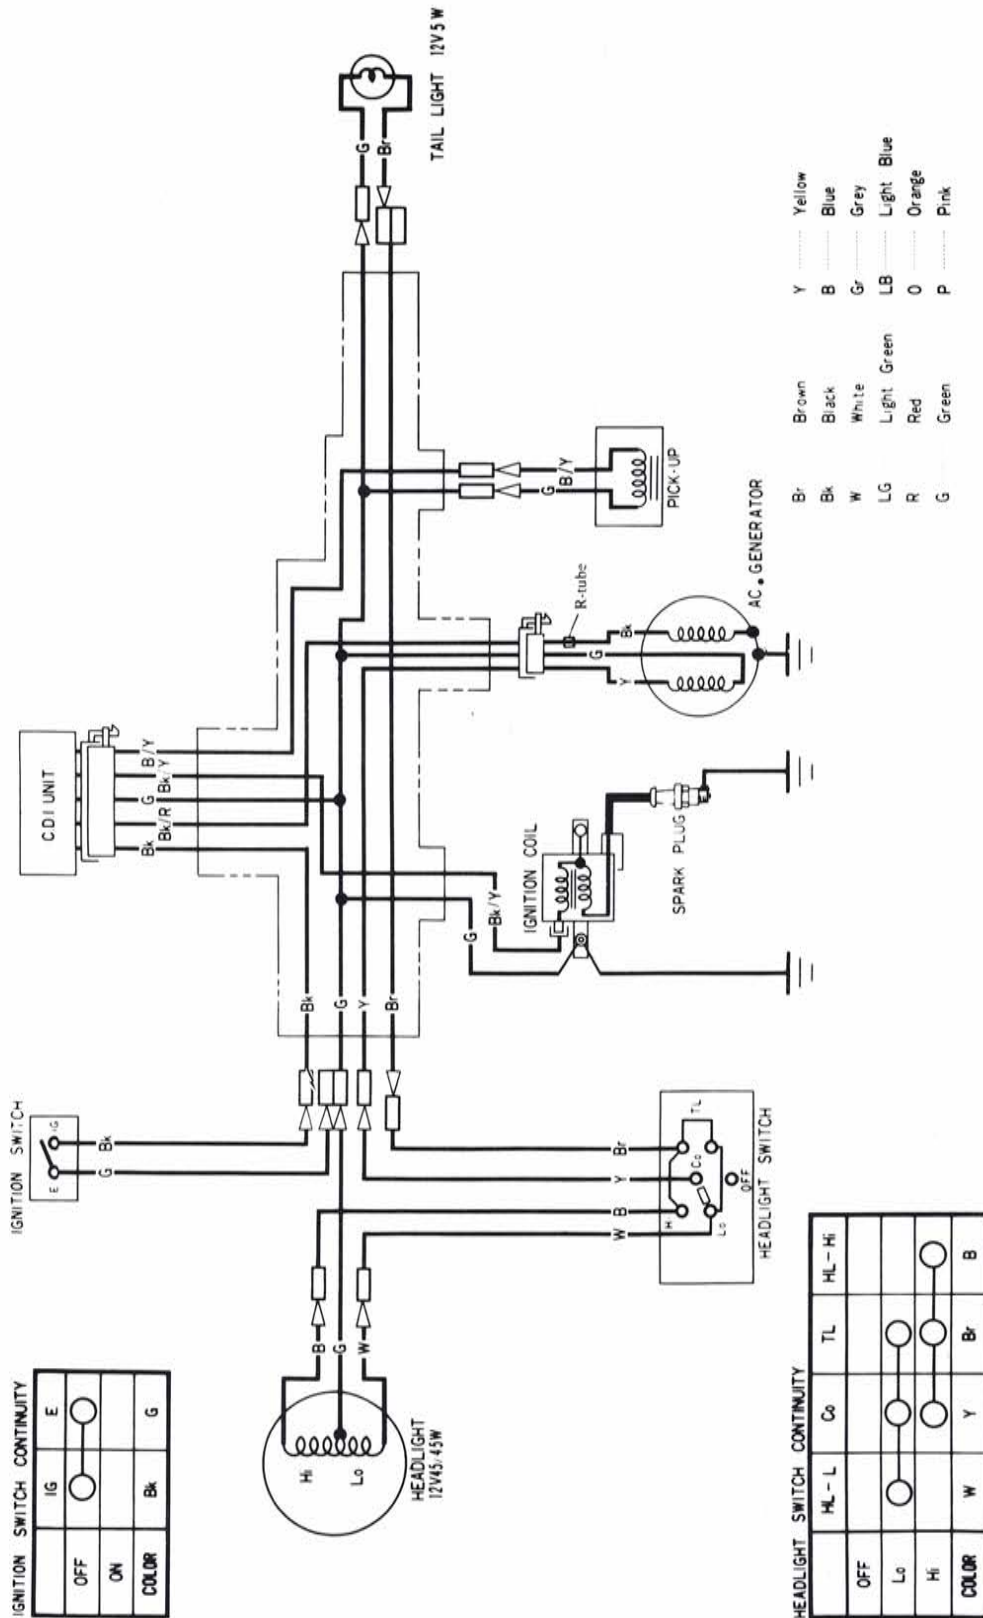 IGNITION SWITCH CONTINUITY
IG E
OFF
ON
COLOR Bk G
HEADLIGHT SWITCH CONTINUITY
HL-L Co TL HL-Hi
OFF
Lo
Hi
COLOR W Y Br B
HEADLIGHT
12V45/45W
Hi
Lo
B
G
W
IGNITION SWITCH
E
IG
G
Bk
HEADLIGHT SWITCH
H
Lo
Co
TL
OFF
W
B
Y
Br
Bk
G
Y
Br
CDI UNIT
Bk
Bk/R
G
Bk/Y
B/Y
G
Bk/Y
IGNITION COIL
SPARK PLUG
AC. GENERATOR
Y
G
Bk
R-tube
PICK-UP
G
B/Y
G
Br
TAIL LIGHT 12V5W
Br Brown Y Yellow
Bk Black B Blue
W White Gr Grey
LG Light Green LB Light Blue
R Red O Orange
G Green P Pink